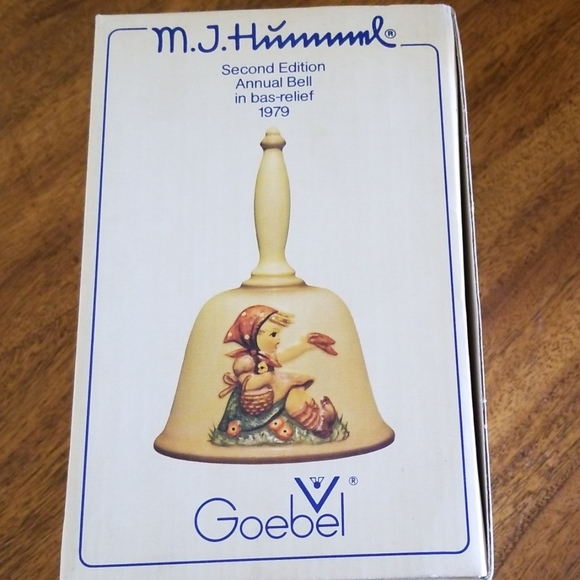 M.J.Hummel®
Second Edition
Annual Bell
in bas-relief
1979
Goebel®